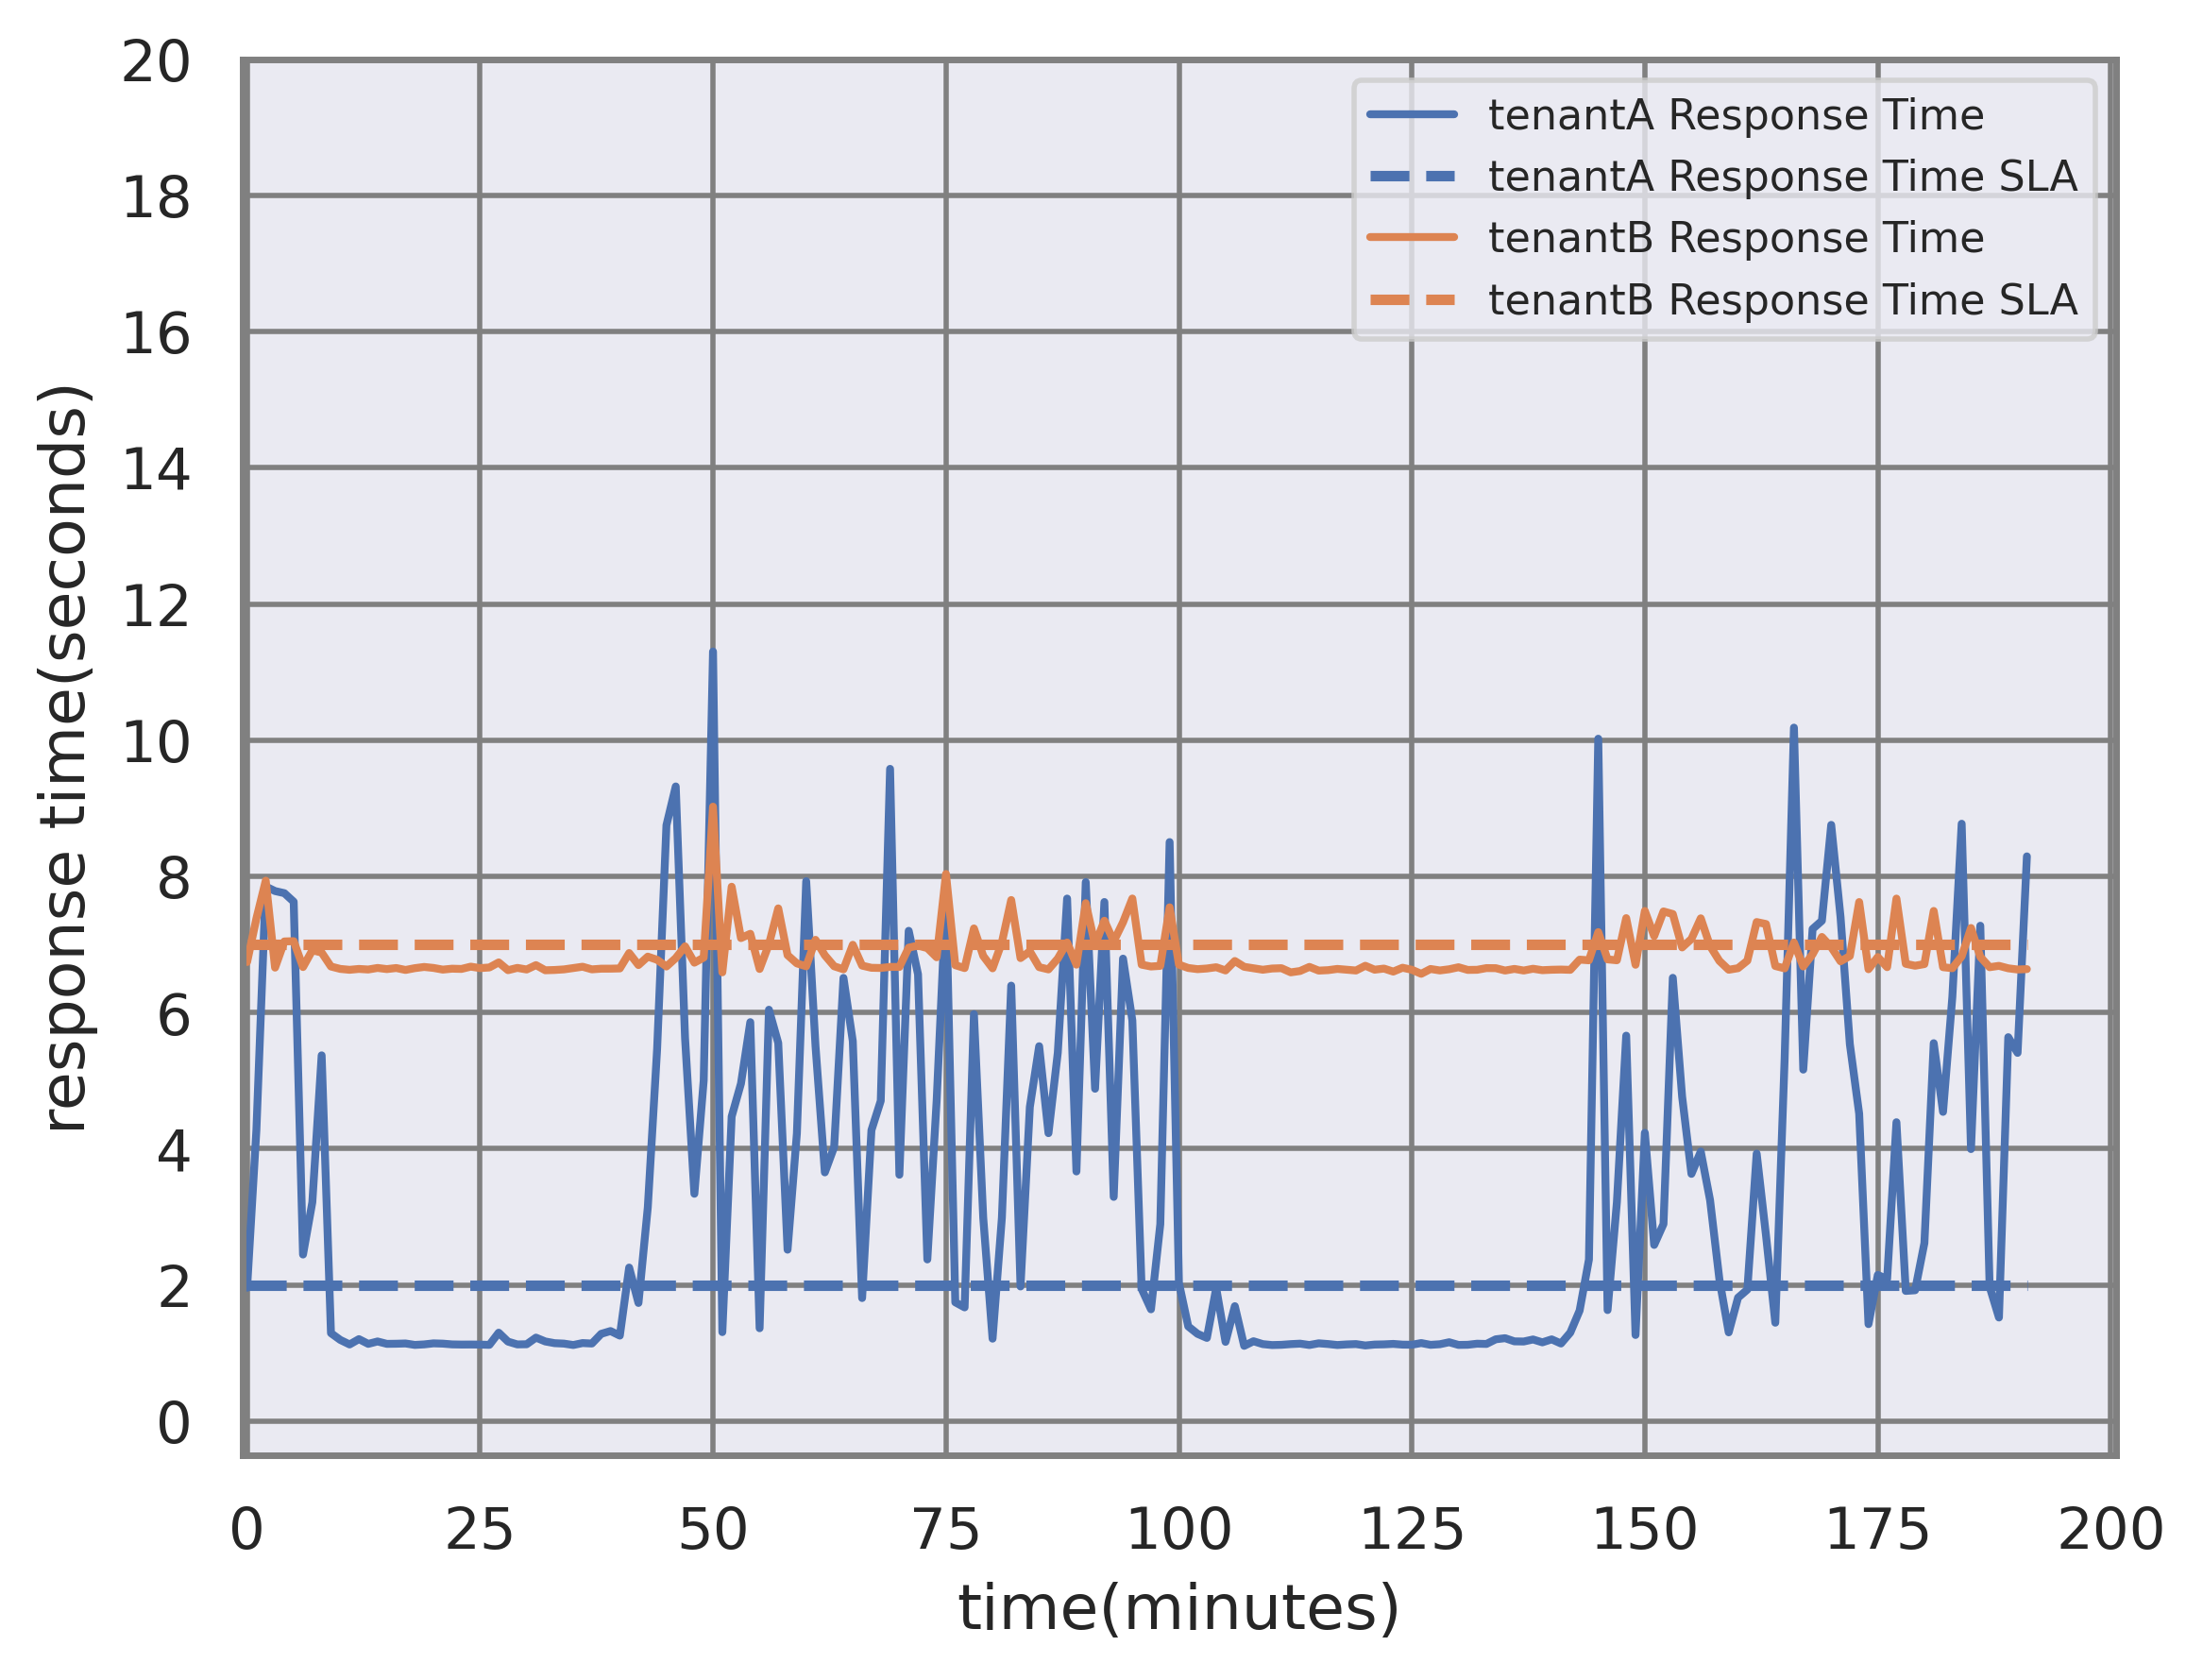 20
18
16
14
12
10
8
6
4
2
0
response time(seconds)
tenantA Response Time
tenantA Response Time SLA
tenantB Response Time
tenantB Response Time SLA
0 25 50 75 100 125 150 175 200
time(minutes)